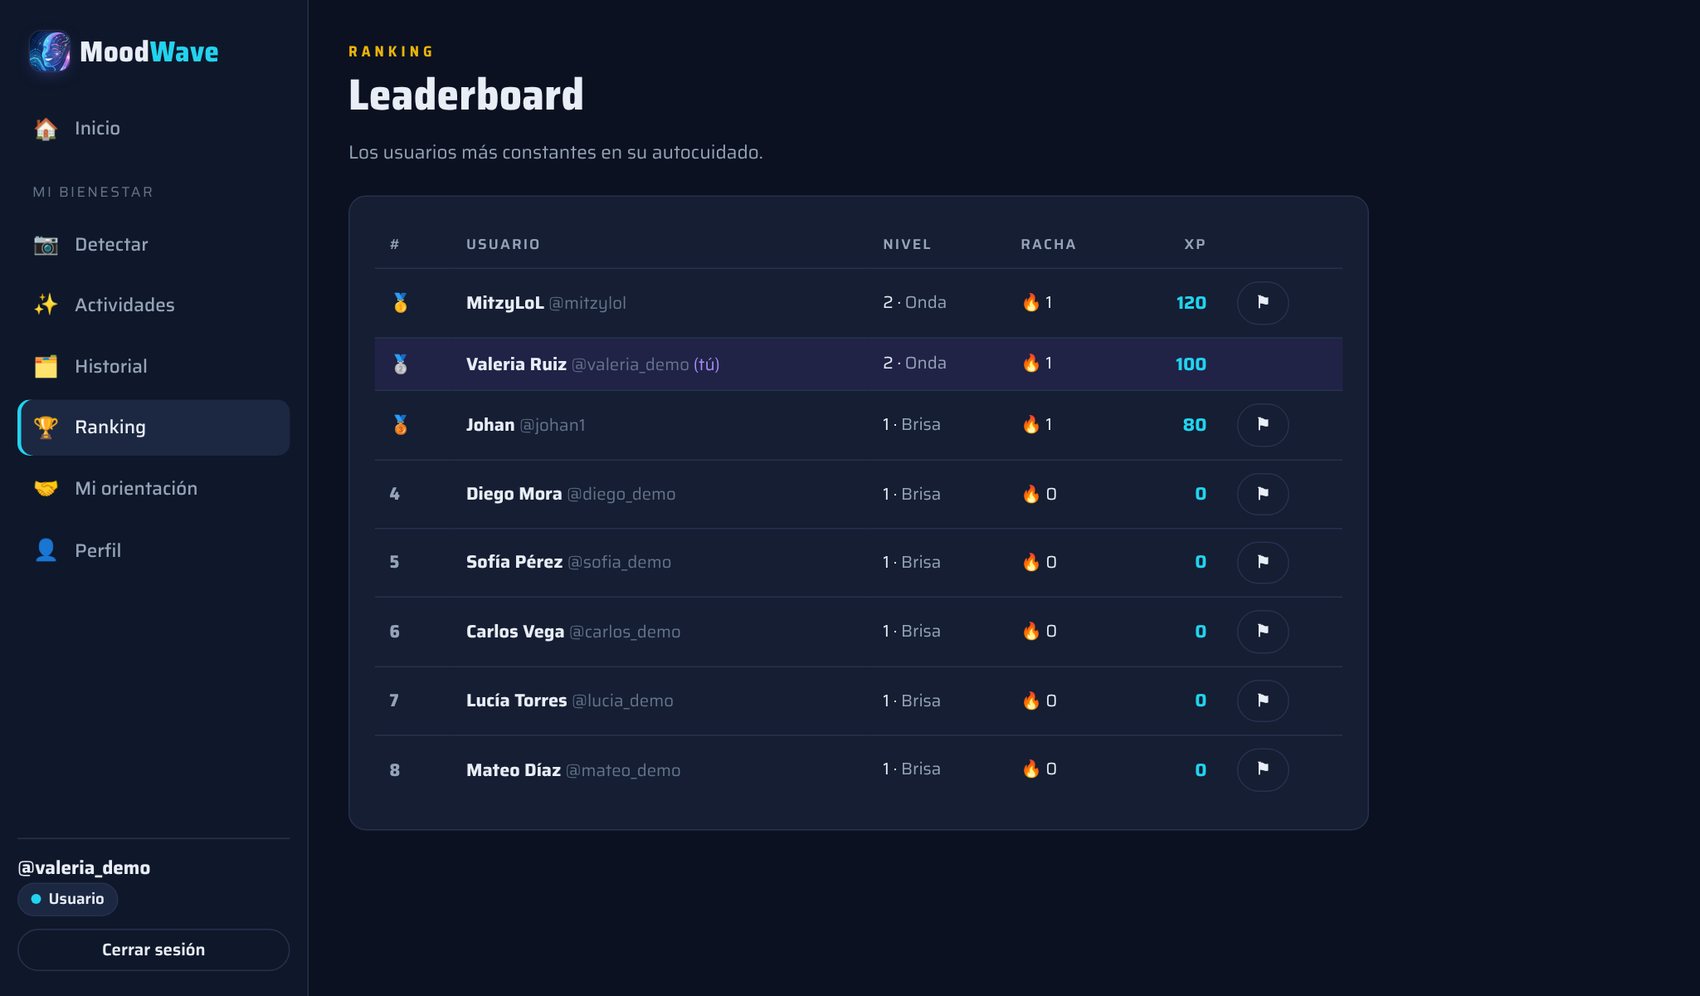 MoodWave
Inicio
MI BIENESTAR
Detectar
Actividades
Historial
Ranking
Mi orientación
Perfil
@valeria_demo
Usuario
Cerrar sesión
RANKING
Leaderboard
Los usuarios más constantes en su autocuidado.
# USUARIO NIVEL RACHA XP
MitzyLoL @mitzylol 2 · Onda 1 120
Valeria Ruiz @valeria_demo (tú) 2 · Onda 1 100
Johan @johan1 1 · Brisa 1 80
4 Diego Mora @diego_demo 1 · Brisa 0 0
5 Sofía Pérez @sofia_demo 1 · Brisa 0 0
6 Carlos Vega @carlos_demo 1 · Brisa 0 0
7 Lucía Torres @lucia_demo 1 · Brisa 0 0
8 Mateo Díaz @mateo_demo 1 · Brisa 0 0